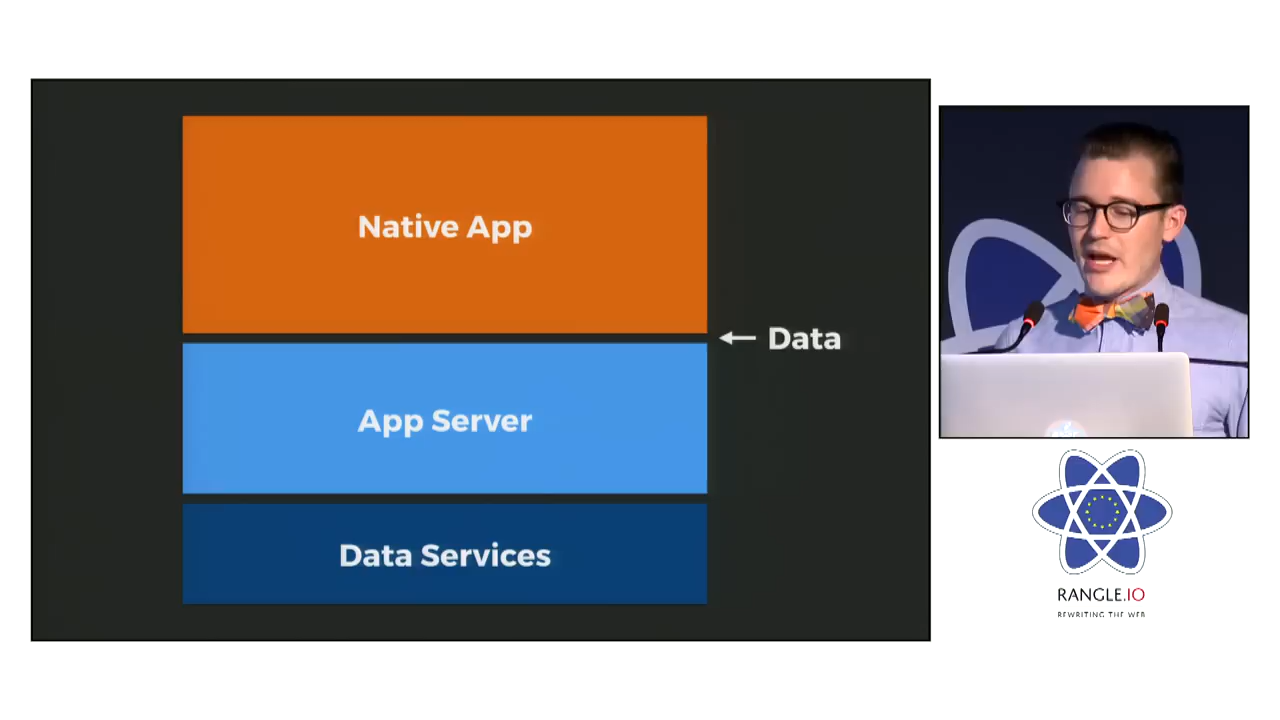 Native App
Data
App Server
Data Services
RANGLE.IO
REWRITING THE WEB